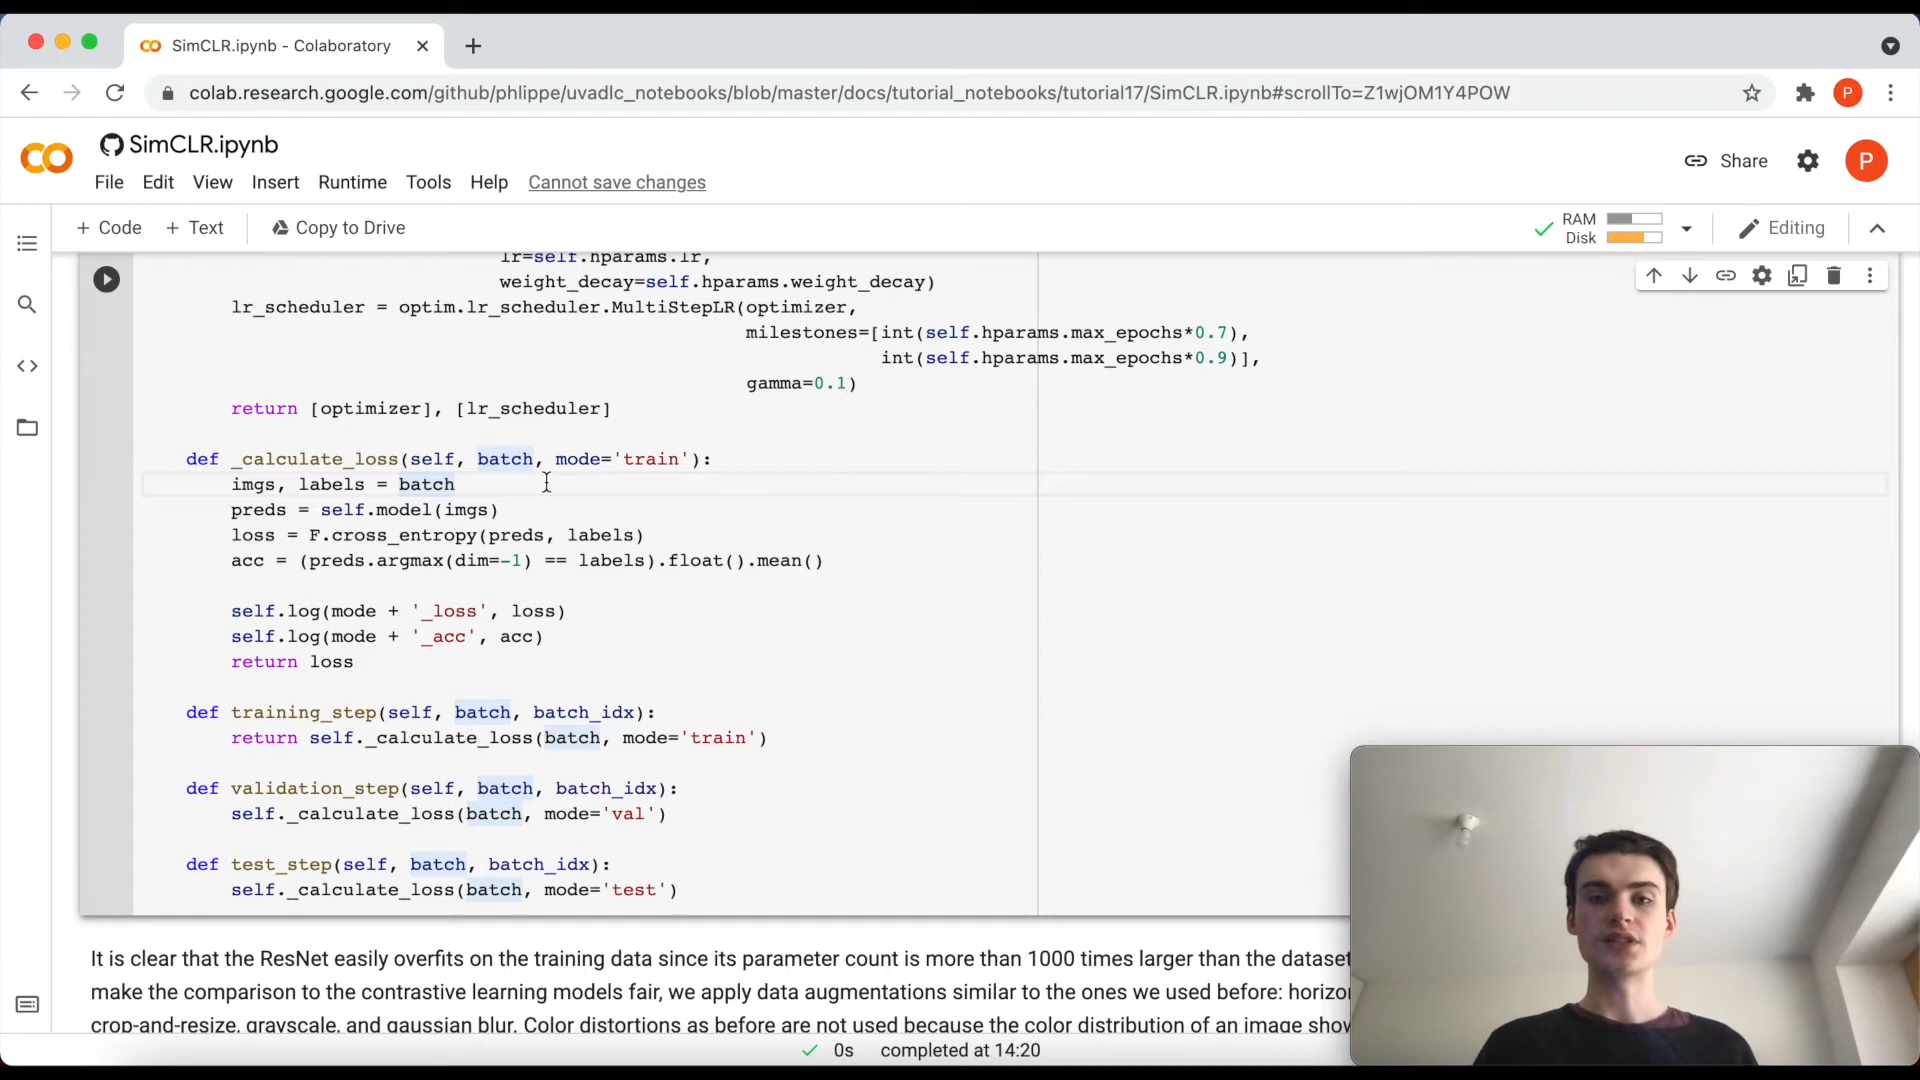 SimCLR.ipynb - Colaboratory
colab.research.google.com/github/phlippe/uvadlc_notebooks/blob/master/docs/tutorial_notebooks/tutorial17/SimCLR.ipynb#scrollTo=Z1wjOM1Y4POW
P
SimCLR.ipynb
Share
P
File Edit View Insert Runtime Tools Help Cannot save changes
+ Code + Text Copy to Drive
RAM
Disk
Editing
lr=self.hparams.lr,
weight_decay=self.hparams.weight_decay)
lr_scheduler = optim.lr_scheduler.MultiStepLR(optimizer,
milestones=[int(self.hparams.max_epochs*0.7),
int(self.hparams.max_epochs*0.9)],
gamma=0.1)
return [optimizer], [lr_scheduler]
def _calculate_loss(self, batch, mode='train'):
imgs, labels = batch
preds = self.model(imgs)
loss = F.cross_entropy(preds, labels)
acc = (preds.argmax(dim=-1) == labels).float().mean()
self.log(mode + '_loss', loss)
self.log(mode + '_acc', acc)
return loss
def training_step(self, batch, batch_idx):
return self._calculate_loss(batch, mode='train')
def validation_step(self, batch, batch_idx):
self._calculate_loss(batch, mode='val')
def test_step(self, batch, batch_idx):
self._calculate_loss(batch, mode='test')
It is clear that the ResNet easily overfits on the training data since its parameter count is more than 1000 times larger than the dataset
make the comparison to the contrastive learning models fair, we apply data augmentations similar to the ones we used before: horizo
crop-and-resize, grayscale, and gaussian blur. Color distortions as before are not used because the color distribution of an image sho
0s completed at 14:20